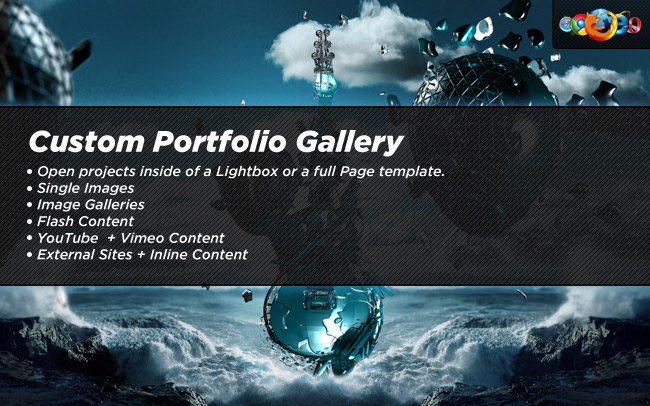 Custom Portfolio Gallery
• Open projects inside of a Lightbox or a full Page template.
• Single Images
• Image Galleries
• Flash Content
• YouTube + Vimeo Content
• External Sites + Inline Content